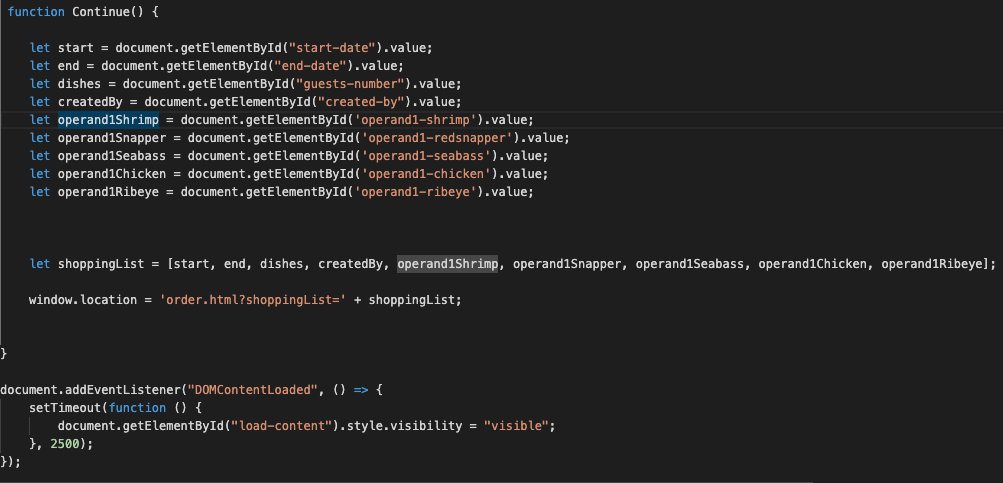 function Continue() {
let start = document.getElementById("start-date").value;
let end = document.getElementById("end-date").value;
let dishes = document.getElementById("guests-number").value;
let createdBy = document.getElementById("created-by").value;
let operand1Shrimp = document.getElementById('operand1-shrimp').value;
let operand1Snapper = document.getElementById('operand1-redsnapper').value;
let operand1Seabass = document.getElementById('operand1-seabass').value;
let operand1Chicken = document.getElementById('operand1-chicken').value;
let operand1Ribeye = document.getElementById('operand1-ribeye').value;
let shoppingList = [start, end, dishes, createdBy, operand1Shrimp, operand1Snapper, operand1Seabass, operand1Chicken, operand1Ribeye];
window.location = 'order.html?shoppingList=' + shoppingList;
}
document.addEventListener("DOMContentLoaded", () => {
setTimeout(function () {
document.getElementById("load-content").style.visibility = "visible";
}, 2500);
});